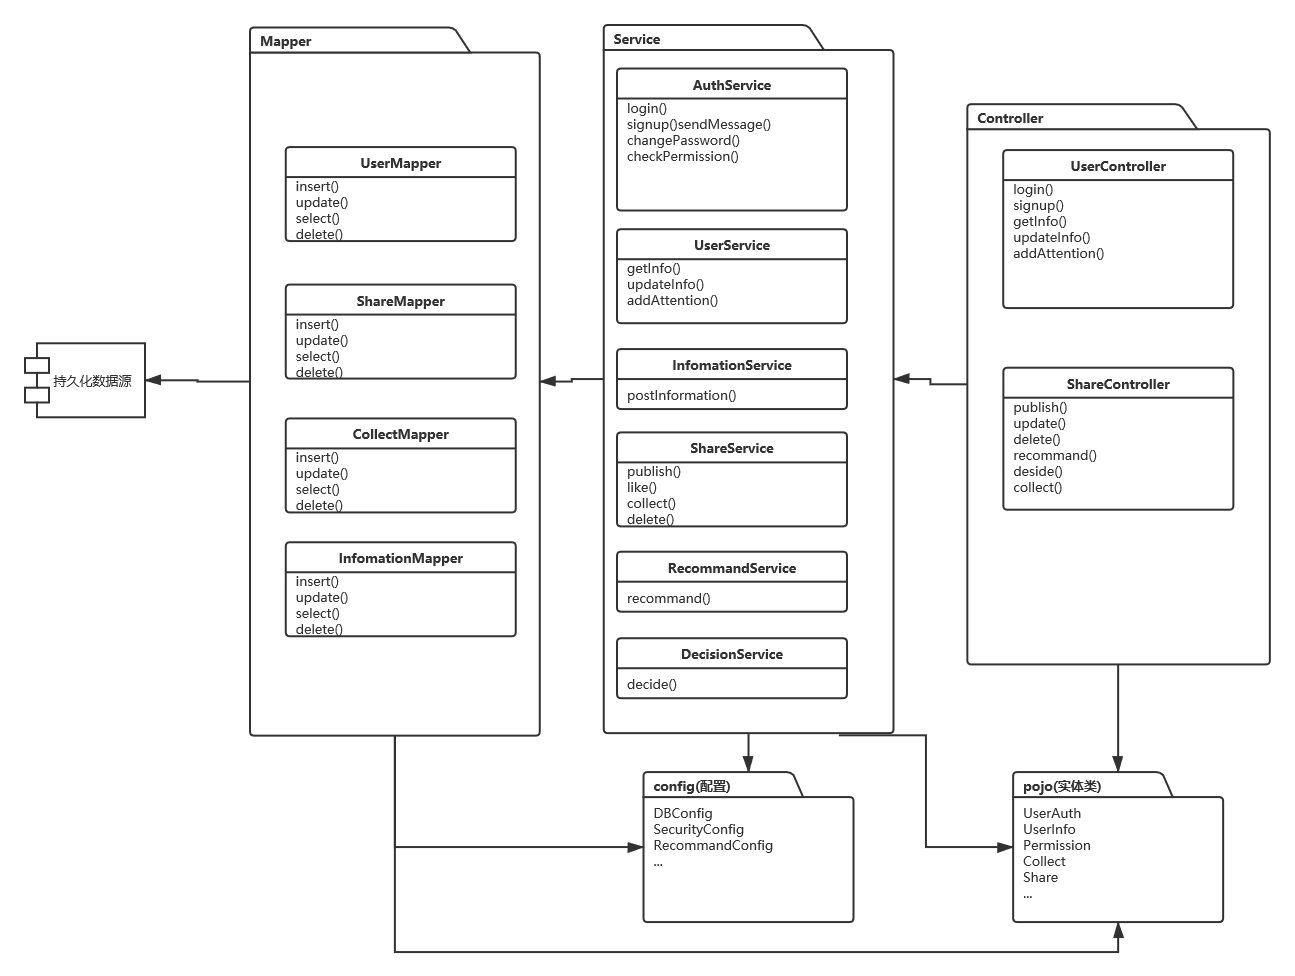 Mapper
UserMapper
insert()
update()
select()
delete()
ShareMapper
insert()
update()
select()
delete()
CollectMapper
insert()
update()
select()
delete()
InfomationMapper
insert()
update()
select()
delete()
持久化数据源
Service
AuthService
login()
signup()sendMessage()
changePassword()
checkPermission()
UserService
getInfo()
updateInfo()
addAttention()
InfomationService
postInformation()
ShareService
publish()
like()
collect()
delete()
RecommandService
recommand()
DecisionService
decide()
Controller
UserController
login()
signup()
getInfo()
updateInfo()
addAttention()
ShareController
publish()
update()
delete()
recommand()
deside()
collect()
config(配置)
DBConfig
SecurityConfig
RecommandConfig
...
pojo(实体类)
UserAuth
UserInfo
Permission
Collect
Share
...